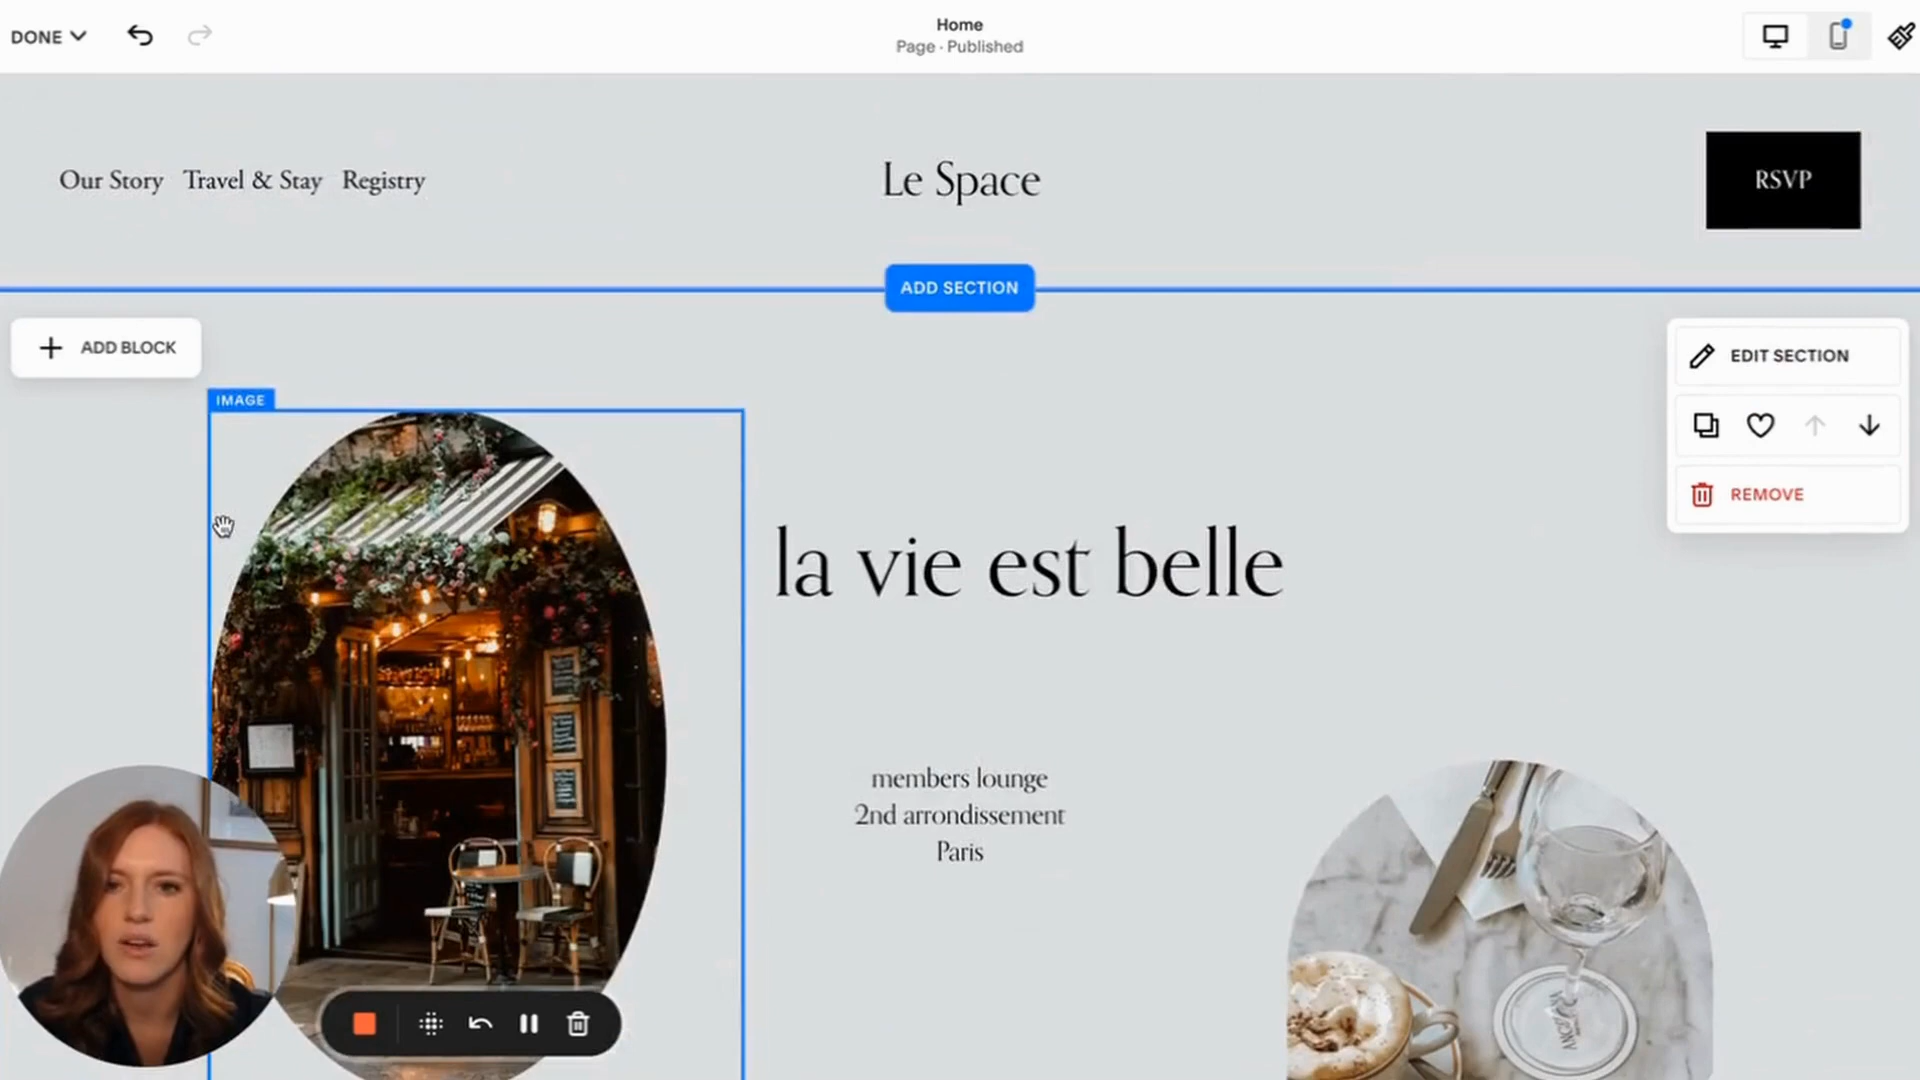 DONE
Home
Page · Published
Our Story Travel & Stay Registry
Le Space
RSVP
ADD SECTION
ADD BLOCK
EDIT SECTION
REMOVE
IMAGE
la vie est belle
members lounge
2nd arrondissement
Paris